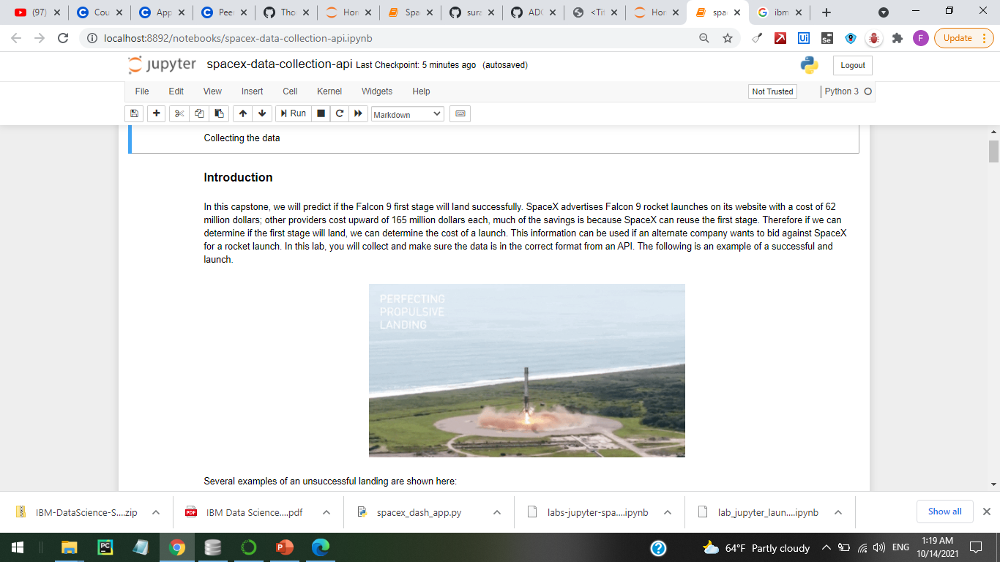 (97)
Cou
App
Peer
Tho
Hom
Spa
sura
ADC
<Tit
Hom
spac
ibm
localhost:8892/notebooks/spacex-data-collection-api.ipynb
Ui
Se
F
Update
jupyter
spacex-data-collection-api Last Checkpoint: 5 minutes ago (autosaved)
Logout
File Edit View Insert Cell Kernel Widgets Help
Not Trusted
Python 3
Run
Markdown
Collecting the data
Introduction
In this capstone, we will predict if the Falcon 9 first stage will land successfully. SpaceX advertises Falcon 9 rocket launches on its website with a cost of 62
million dollars; other providers cost upward of 165 million dollars each, much of the savings is because SpaceX can reuse the first stage. Therefore if we can
determine if the first stage will land, we can determine the cost of a launch. This information can be used if an alternate company wants to bid against SpaceX
for a rocket launch. In this lab, you will collect and make sure the data is in the correct format from an API. The following is an example of a successful and
launch.
PERFECTING
PROPULSIVE
LANDING
Several examples of an unsuccessful landing are shown here:
IBM-DataScience-S....zip
PDF
IBM Data Science....pdf
spacex_dash_app.py
labs-jupyter-spa....ipynb
lab_jupyter_laun....ipynb
Show all
PC
P
64°F Partly cloudy
ENG
1:19 AM
10/14/2021